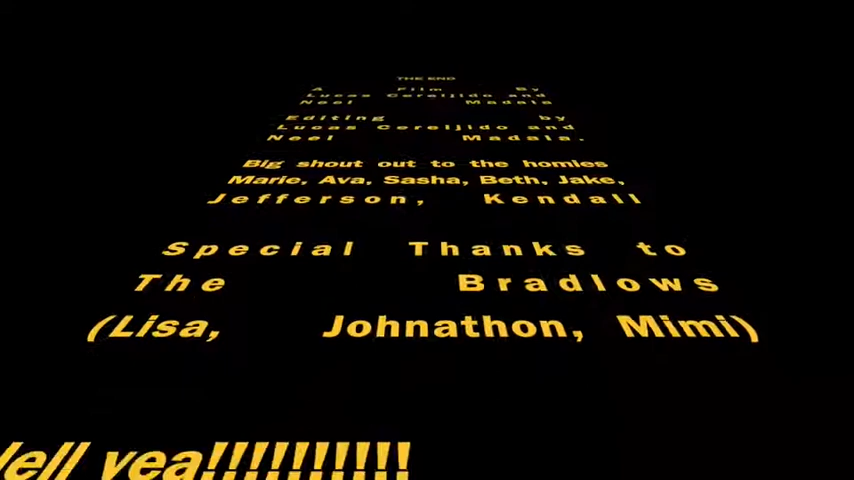 THE END
A Film By
Lucas Cereijido and
Neel Madala
Editing by
Lucas Cereijido and
Neel Madala.
Big shout out to the homies
Marie, Ava, Sasha, Beth, Jake,
Jefferson, Kendall
Special Thanks to
The Bradlows
(Lisa, Johnathon, Mimi)
yea!!!!!!!!!!